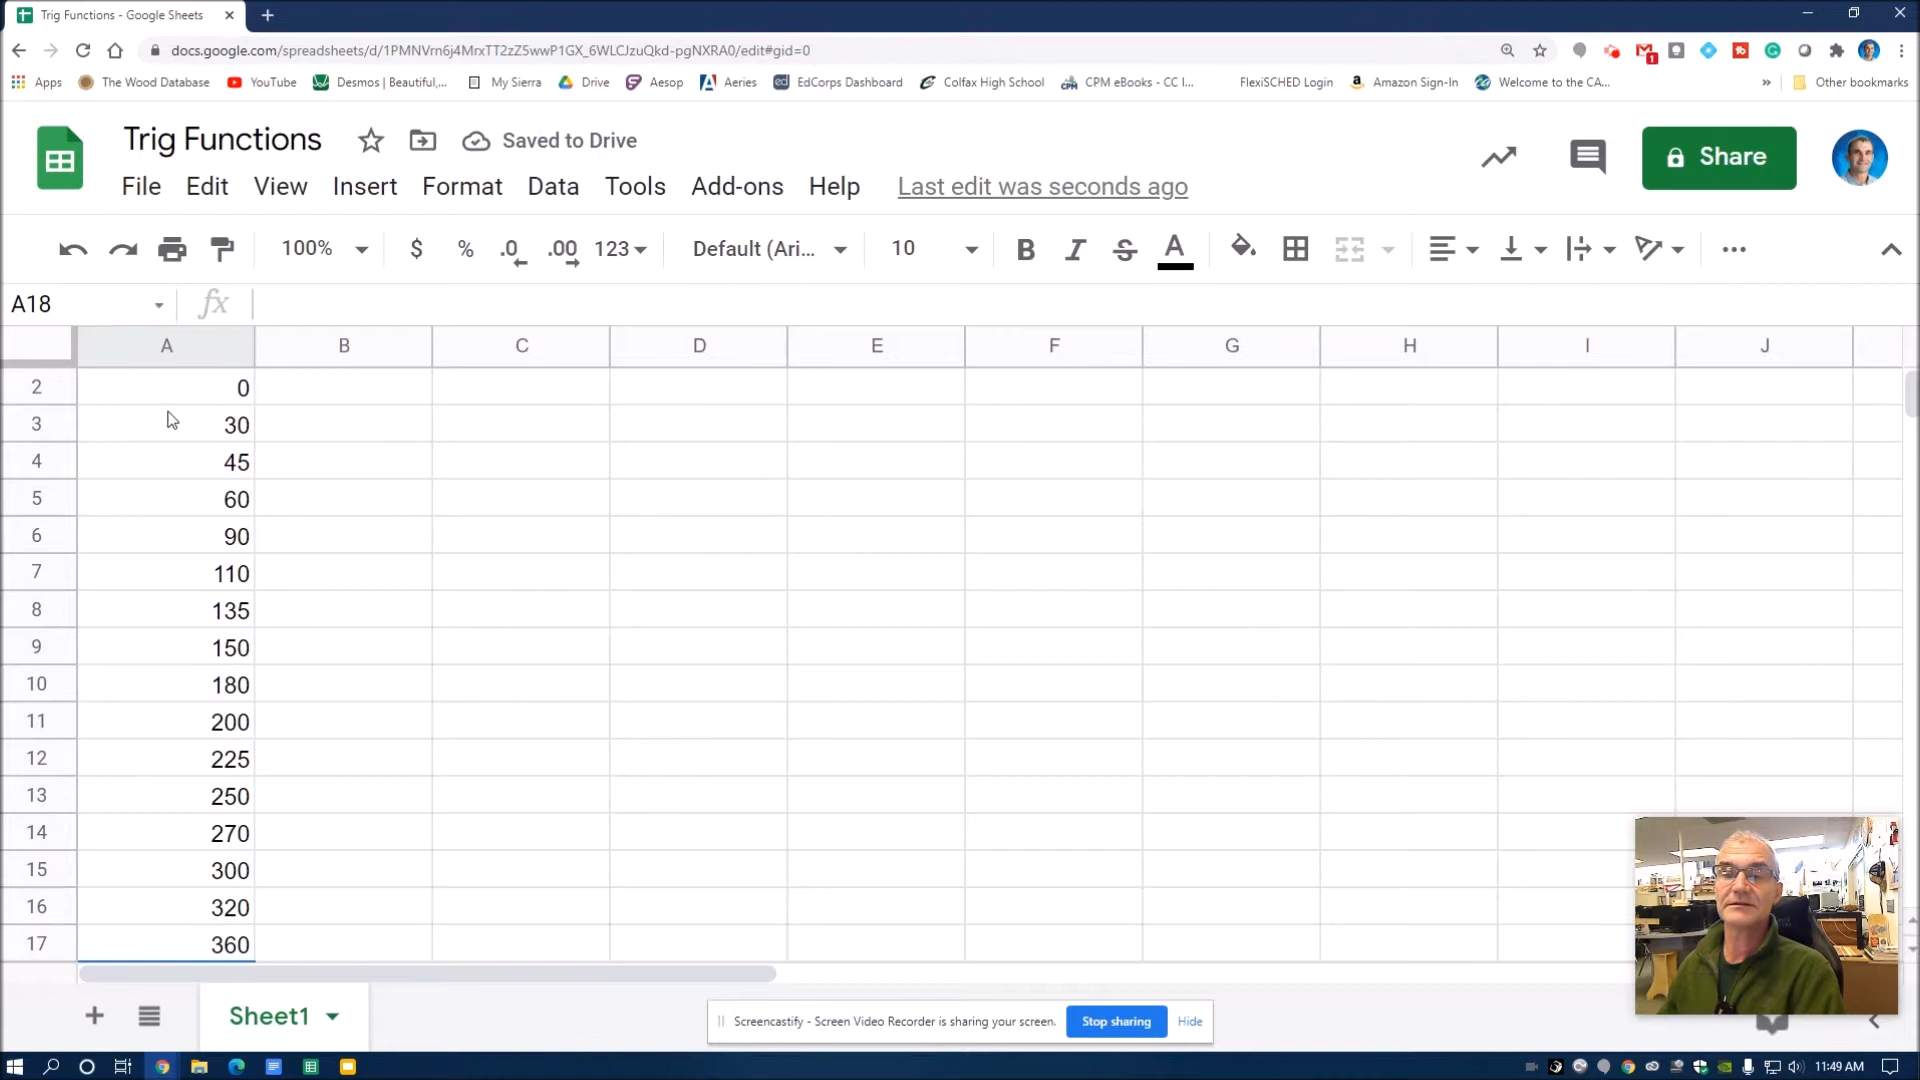 Trig Functions - Google Sheets
docs.google.com/spreadsheets/d/1PMNVrn6j4MrxTT2zZ5wwP1GX_6WLCJzuQkd-pgNXRA0/edit#gid=0
Apps The Wood Database YouTube Desmos | Beautiful,... My Sierra Drive Aesop Aeries EdCorps Dashboard Colfax High School CPM eBooks - CC I... FlexiSCHED Login Amazon Sign-In Welcome to the CA... » Other bookmarks
Trig Functions Saved to Drive Share
File Edit View Insert Format Data Tools Add-ons Help Last edit was seconds ago
100% $ % .0 .00 123 Default (Ari... 10 B I S A
A18 fx
A B C D E F G H I J
2 0
3 30
4 45
5 60
6 90
7 110
8 135
9 150
10 180
11 200
12 225
13 250
14 270
15 300
16 320
17 360
Sheet1
Screencastify - Screen Video Recorder is sharing your screen. Stop sharing Hide
11:49 AM